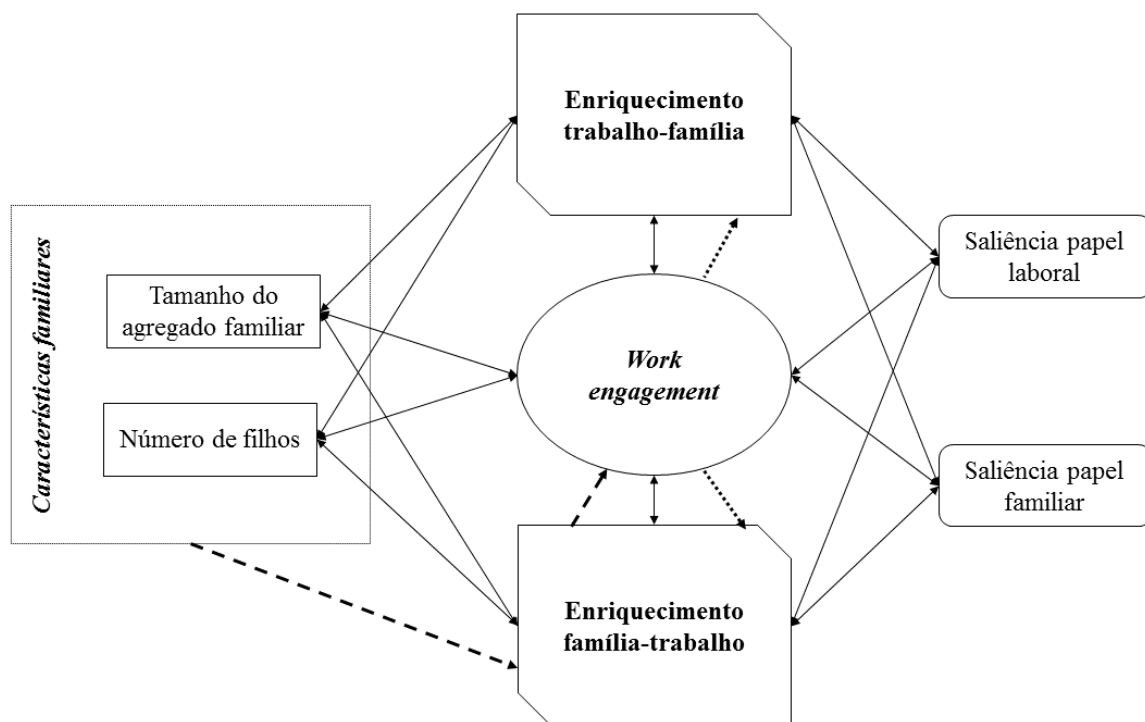 Enriquecimento
trabalho-família
Características familiares
Tamanho do
agregado familiar
Número de filhos
Work
engagement
Saliência papel
laboral
Saliência papel
familiar
Enriquecimento
família-trabalho